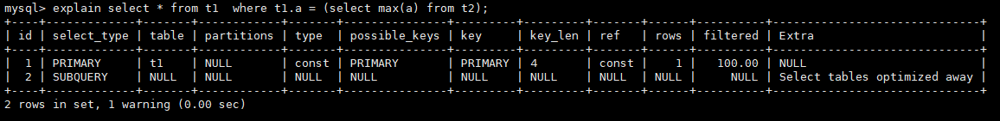 mysql> explain select * from t1  where t1.a = (select max(a) from t2);
+----+-------------+-------+------------+-------+---------------+---------+---------+-------+------+----------+------------------------------+
| id | select_type | table | partitions | type  | possible_keys | key     | key_len | ref   | rows | filtered | Extra                        |
+----+-------------+-------+------------+-------+---------------+---------+---------+-------+------+----------+------------------------------+
|  1 | PRIMARY     | t1    | NULL       | const | PRIMARY       | PRIMARY | 4       | const |    1 |   100.00 | NULL                         |
|  2 | SUBQUERY    | NULL  | NULL       | NULL  | NULL          | NULL    | NULL    | NULL  | NULL |     NULL | Select tables optimized away |
+----+-------------+-------+------------+-------+---------------+---------+---------+-------+------+----------+------------------------------+
2 rows in set, 1 warning (0.00 sec)